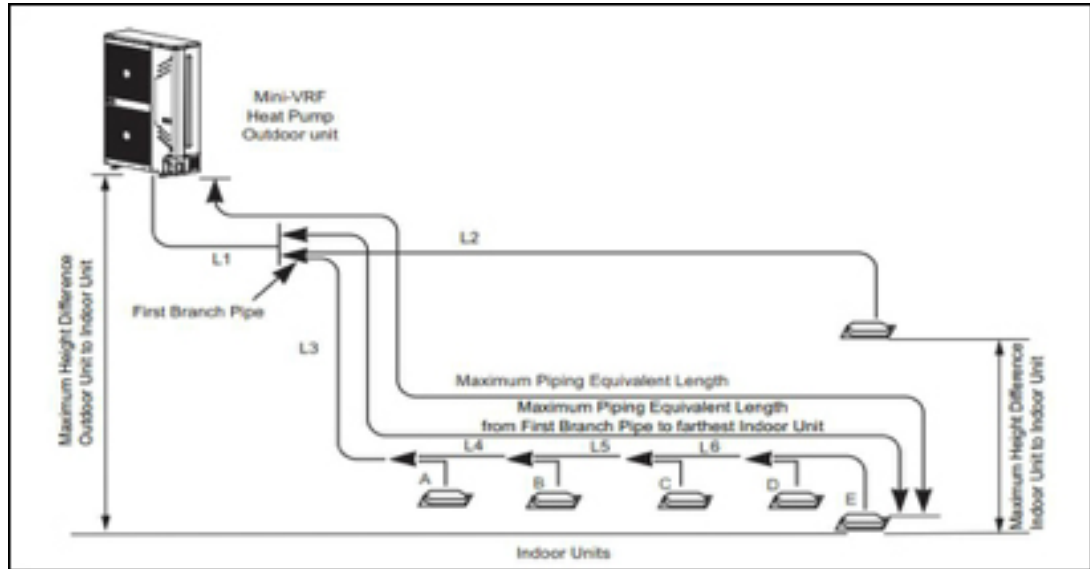 Mini-VRF
Heat Pump
Outdoor unit
L1
L2
First Branch Pipe
L3
Maximum Height Difference
Outdoor Unit to Indoor Unit
Maximum Piping Equivalent Length
Maximum Piping Equivalent Length
from First Branch Pipe to farthest Indoor Unit
L4
L5
L6
A
B
C
D
E
Maximum Height Difference
Indoor Unit to Indoor Unit
Indoor Units